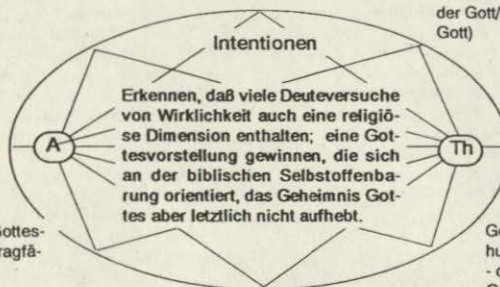 der Gott/
Gott)
Intentionen
Erkennen, daß viele Deuteversuche
von Wirklichkeit auch eine religiö-
se Dimension enthalten; eine Got-
tesvorstellung gewinnen, die sich
an der biblischen Selbstoffenba-
rung orientiert, das Geheimnis Got-
tes aber letztlich nicht aufhebt.
A
Th
ottes-
ragfä-
Ge
hu